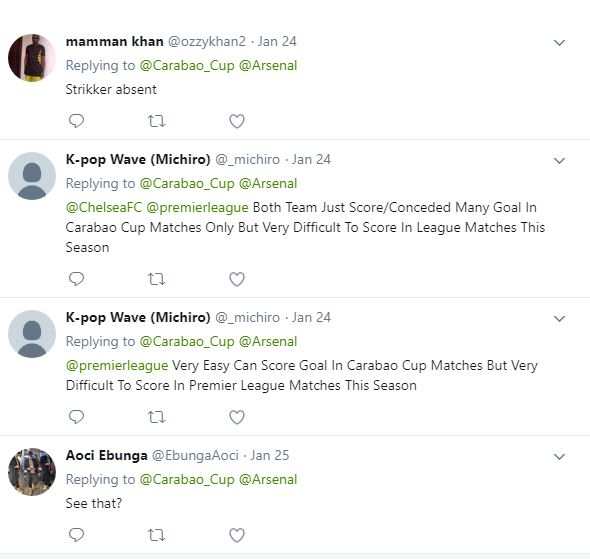 mamman khan @ozzykhan2 · Jan 24
Replying to @Carabao_Cup @Arsenal
Strikker absent
K-pop Wave (Michiro) @_michiro · Jan 24
Replying to @Carabao_Cup @Arsenal
@ChelseaFC @premierleague Both Team Just Score/Conceded Many Goal In
Carabao Cup Matches Only But Very Difficult To Score In League Matches This
Season
K-pop Wave (Michiro) @_michiro · Jan 24
Replying to @Carabao_Cup @Arsenal
@premierleague Very Easy Can Score Goal In Carabao Cup Matches But Very
Difficult To Score In Premier League Matches This Season
Aoci Ebunga @EbungaAoci · Jan 25
Replying to @Carabao_Cup @Arsenal
See that?